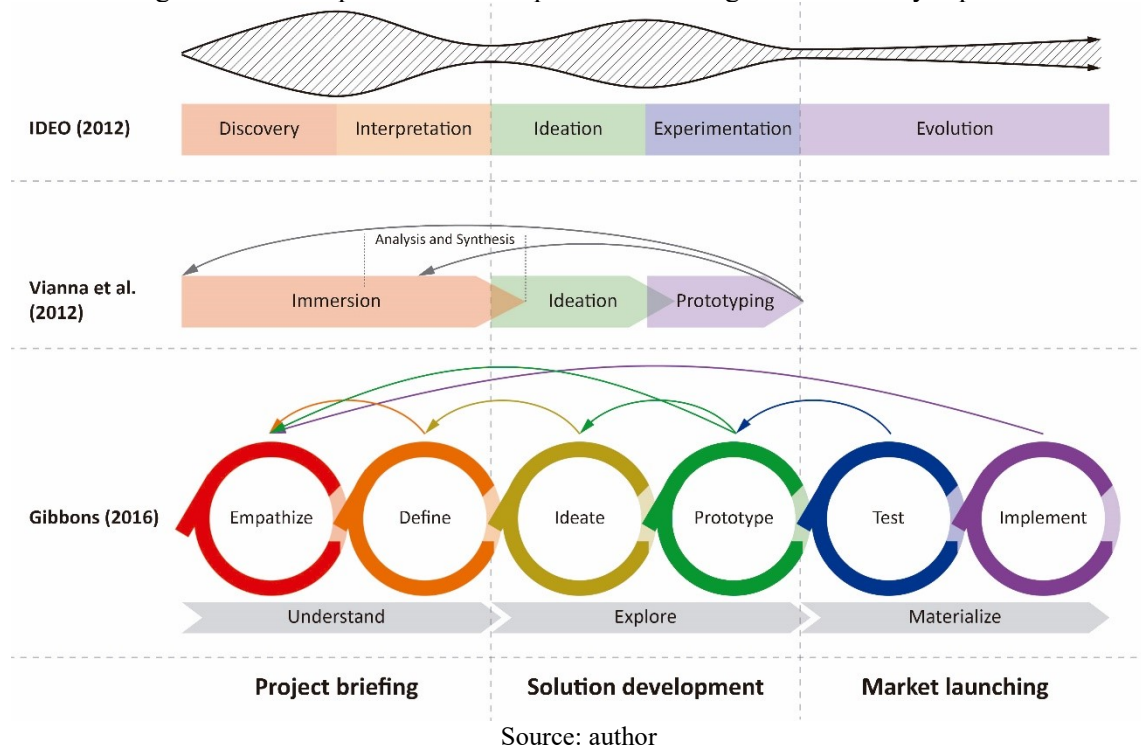 IDEO (2012)
Discovery
Interpretation
Ideation
Experimentation
Evolution
Analysis and Synthesis
Vianna et al.
(2012)
Immersion
Ideation
Prototyping
Gibbons (2016)
Empathize
Define
Ideate
Prototype
Test
Implement
Understand
Explore
Materialize
Project briefing
Solution development
Market launching
Source: author